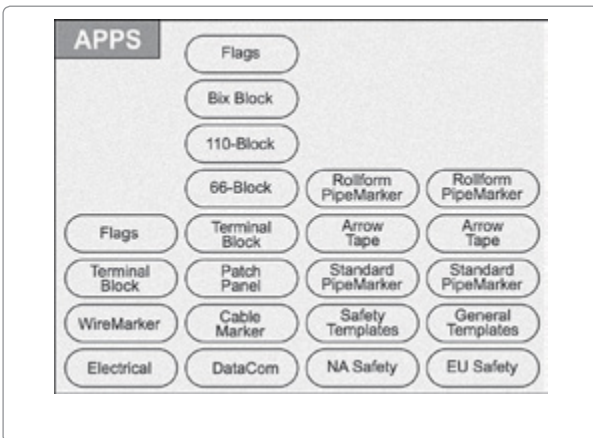 APPS
Flags
Bix Block
110-Block
66-Block
Rollform
PipeMarker
Rollform
PipeMarker
Flags
Terminal
Block
Arrow
Tape
Arrow
Tape
Terminal
Block
Patch
Panel
Standard
PipeMarker
Standard
PipeMarker
WireMarker
Cable
Marker
Safety
Templates
General
Templates
Electrical
DataCom
NA Safety
EU Safety